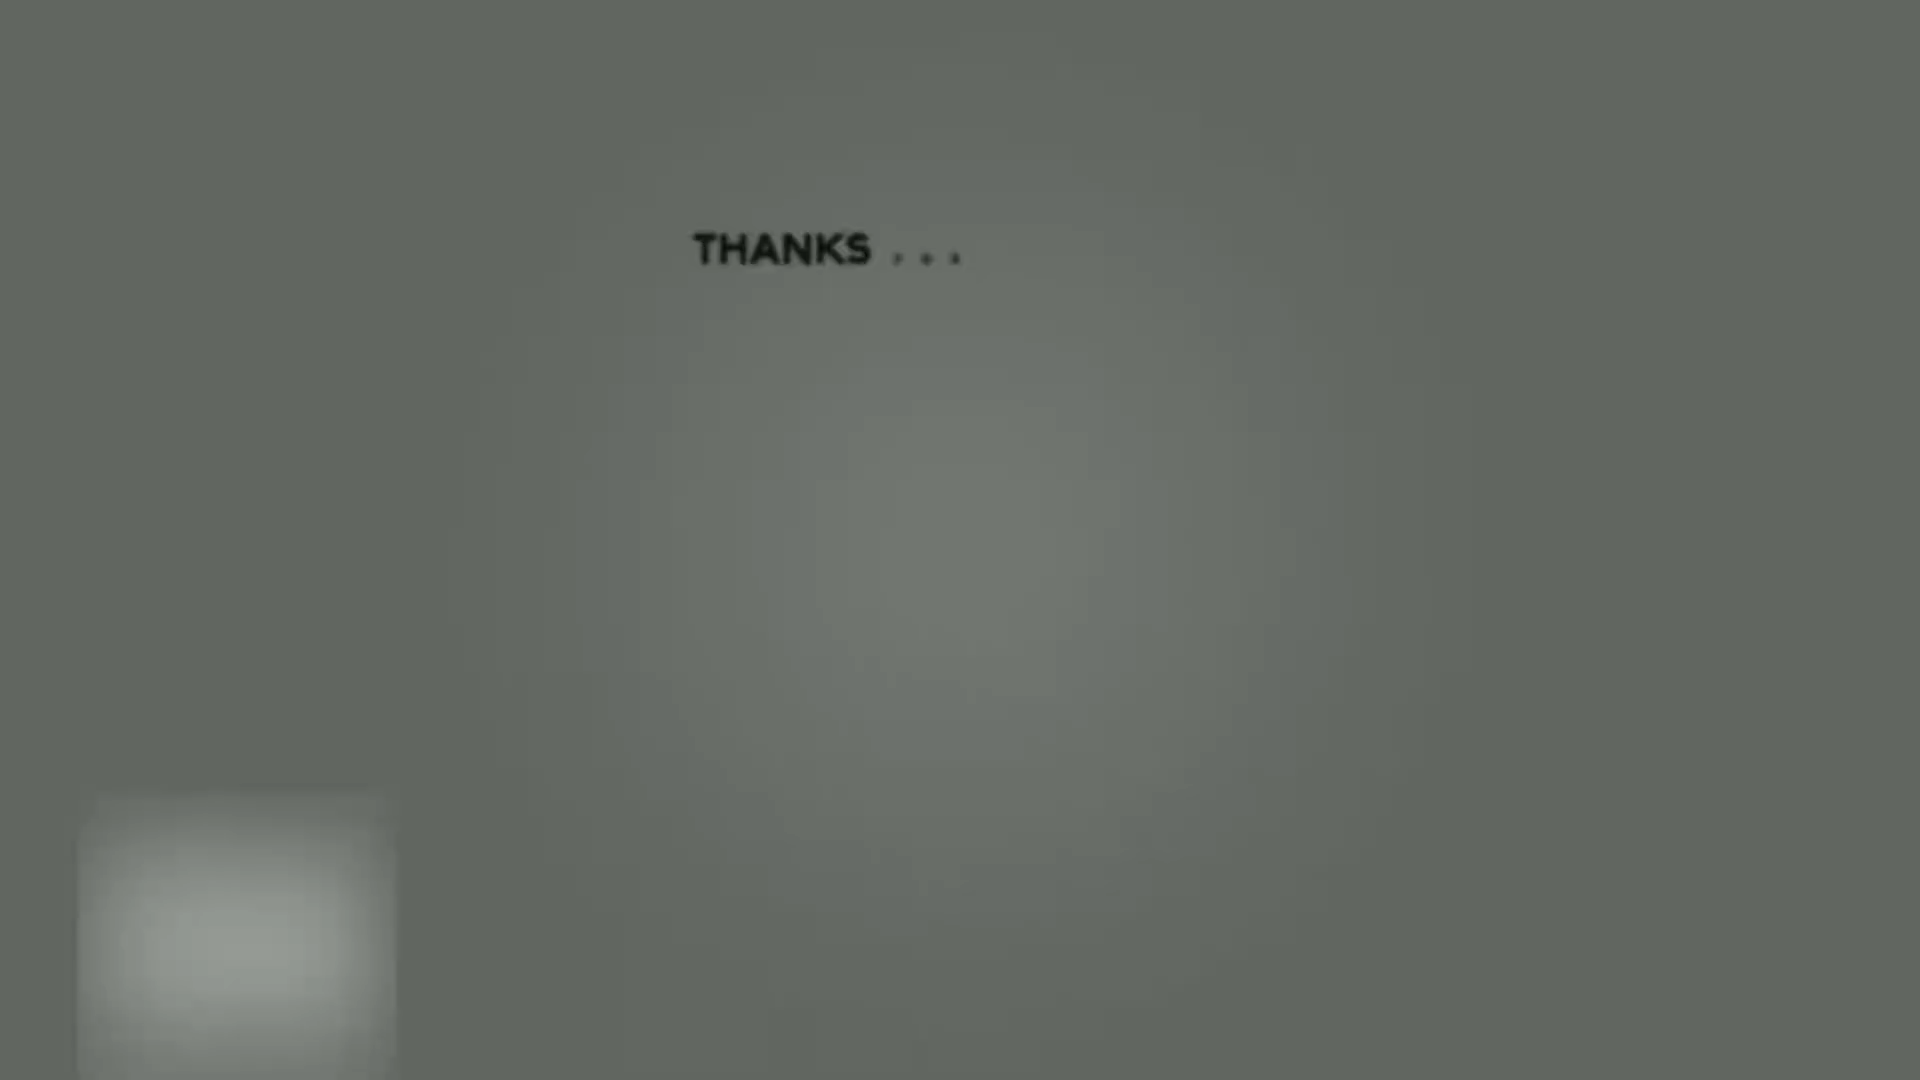 THANKS . . .